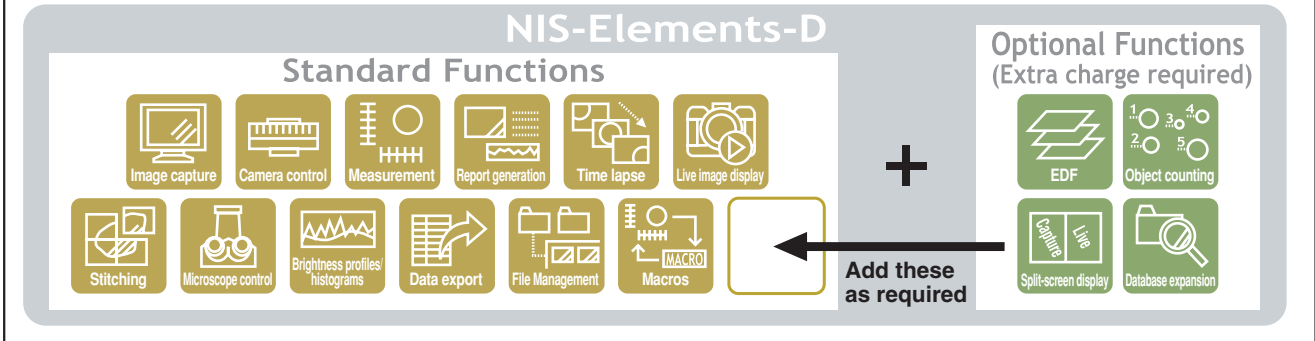 NIS-Elements-D
Standard Functions
Image capture
Camera control
Measurement
Report generation
Time lapse
Live image display
Stitching
Microscope control
Brightness profiles/
histograms
Data export
File Management
MACRO
Macros
+
Add these
as required
Optional Functions
(Extra charge required)
EDF
1 2 3 4 5
Object counting
Capture
Live
Split-screen display
Database expansion